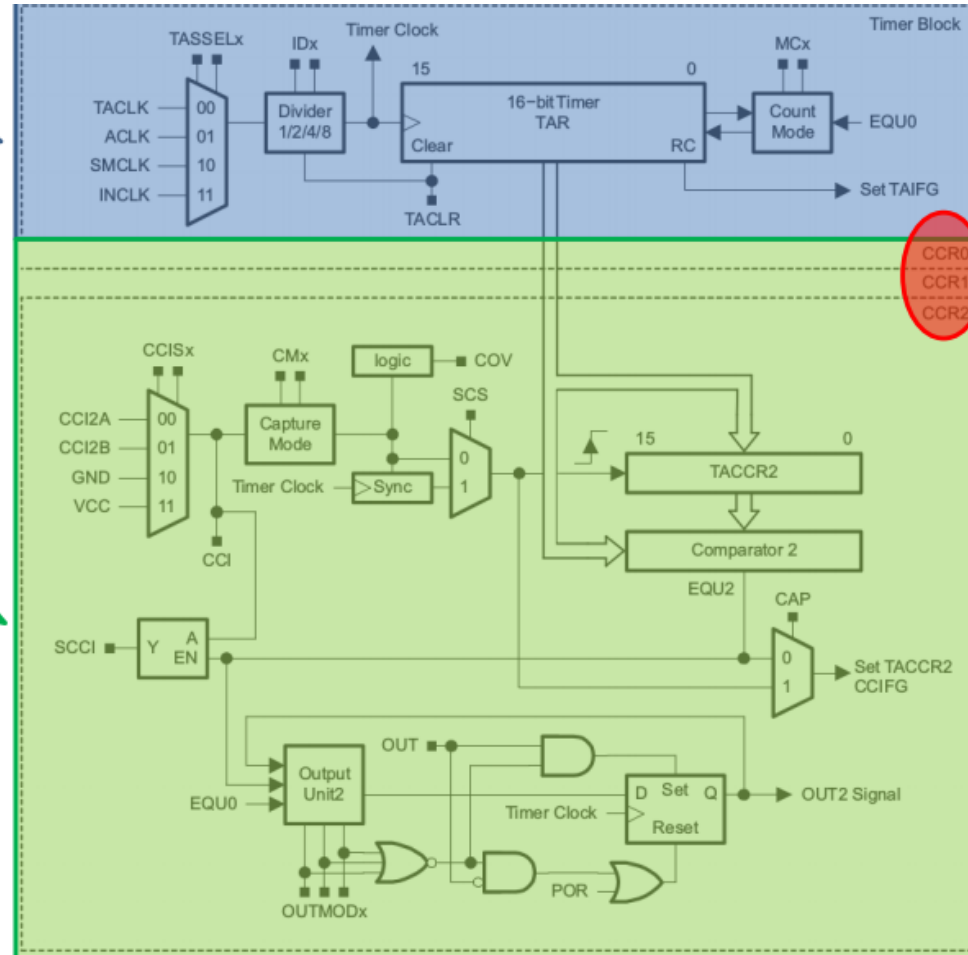 Timer Block
TASSELx
IDx
Timer Clock
MCx
15
0
TACLK
00
ACLK
01
SMCLK
10
INCLK
11
Divider
1/2/4/8
16-bit Timer
TAR
Clear
RC
Count
Mode
EQU0
Set TAIFG
TACLR
CCR0
CCR1
CCR2
CCISx
CMx
logic
COV
SCS
CCI2A
00
CCI2B
01
GND
10
VCC
11
Capture
Mode
0
1
Timer Clock
Sync
15
0
TACCR2
CCI
Comparator 2
EQU2
CAP
SCCI
Y
A
EN
0
1
Set TACCR2
CCIFG
OUT
Output
Unit2
EQU0
D
Set
Q
Timer Clock
Reset
OUT2 Signal
POR
OUTMODx